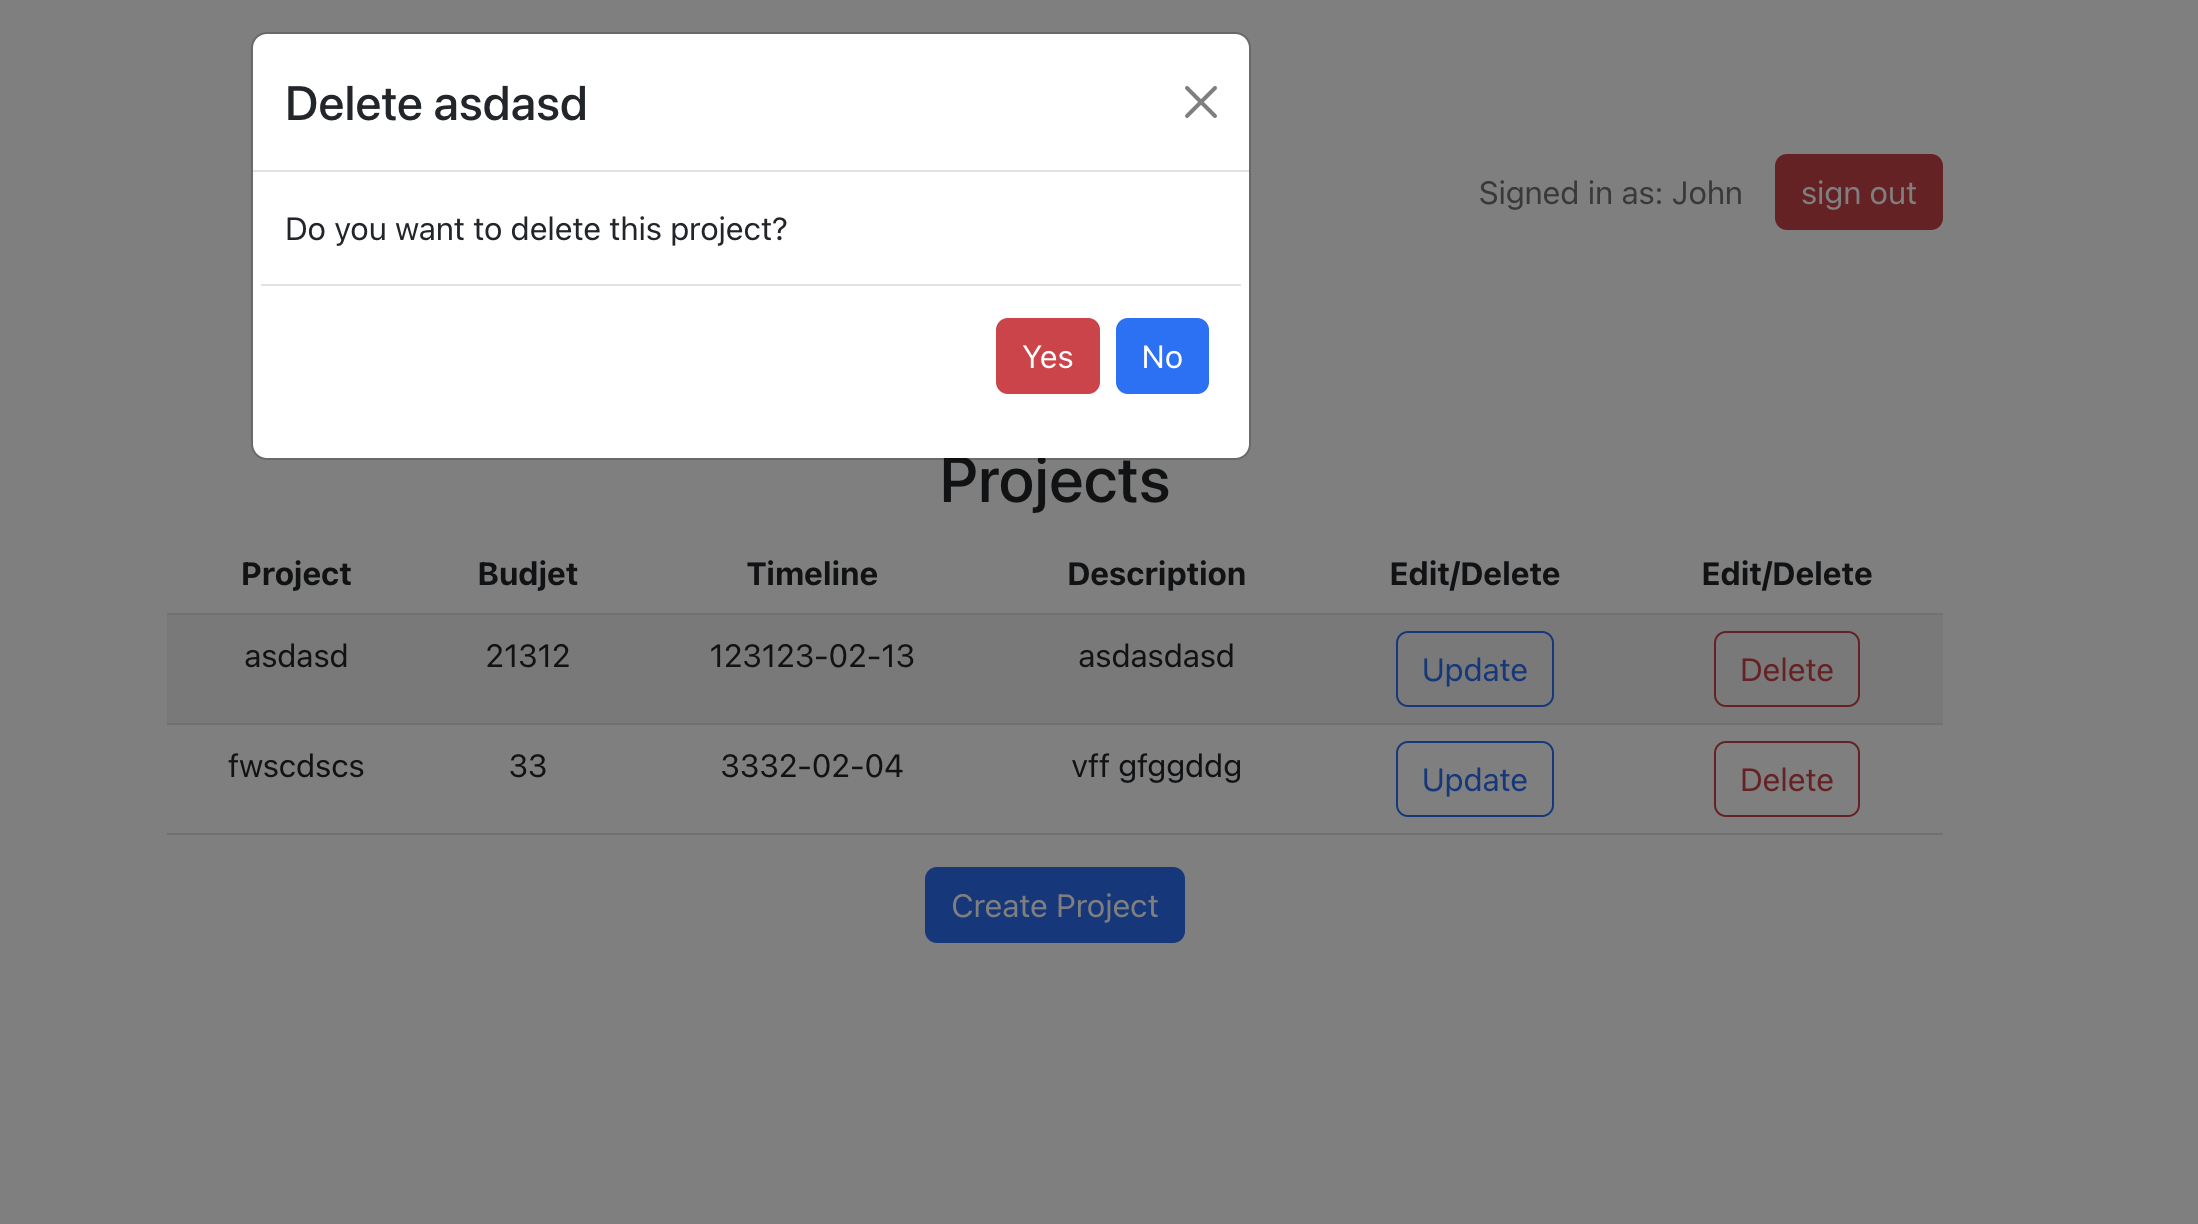 Delete asdasd
Do you want to delete this project?
Yes No
Signed in as: John sign out
Projects
Project Budjet Timeline Description Edit/Delete Edit/Delete
asdasd 21312 123123-02-13 asdasdasd Update Delete
fwscdscs 33 3332-02-04 vff gfggddg Update Delete
Create Project